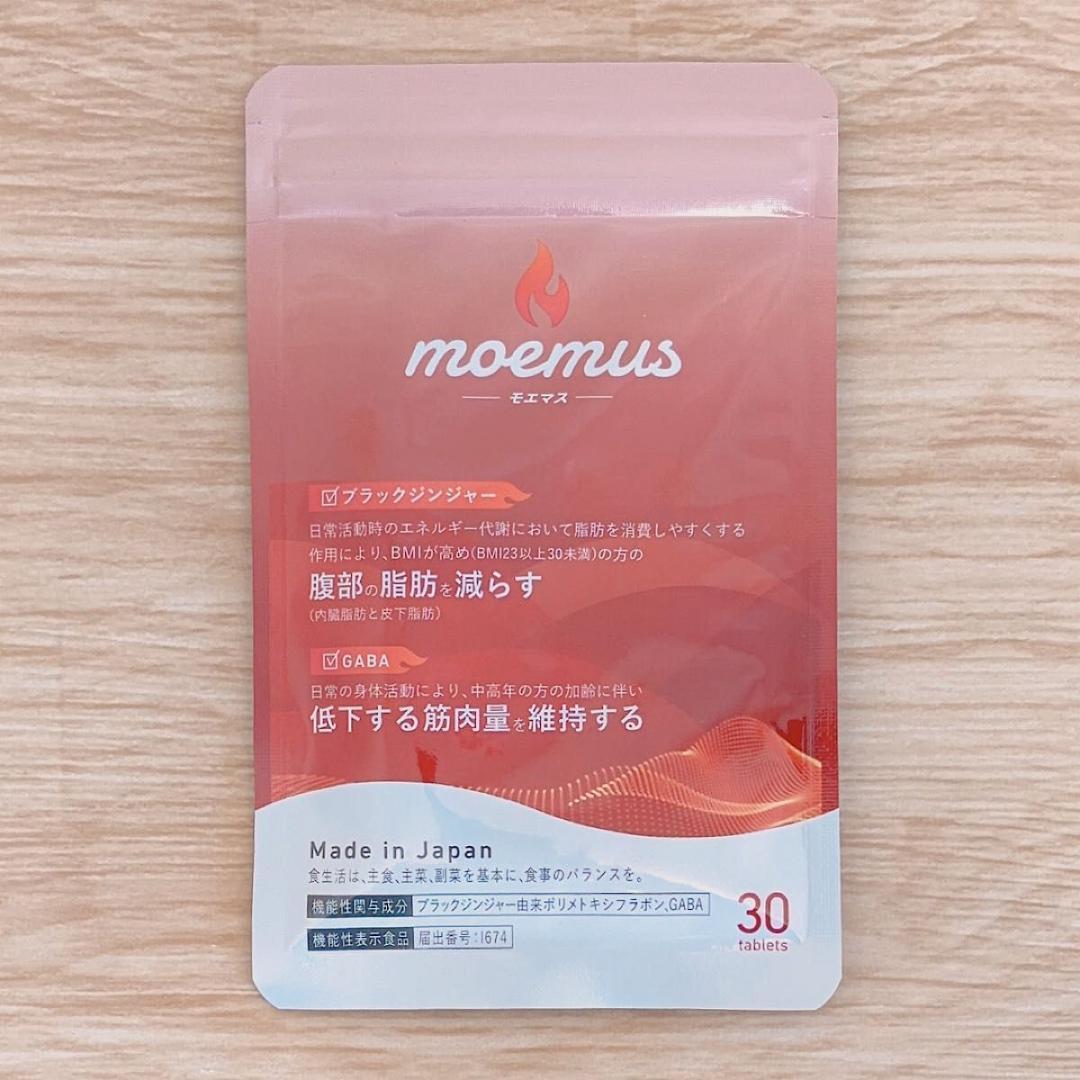 moemus
モエマス
ブラックジンジャー
日常活動時のエネルギー代謝において脂肪を消費しやすくする
作用により、BMIが高め(BMI23以上30未満)の方の
腹部の脂肪を減らす
(内臓脂肪と皮下脂肪)
GABA
日常の身体活動により、中高年の方の加齢に伴い
低下する筋肉量を維持する
Made in Japan
食生活は、主食、主菜、副菜を基本に、食事のバランスを。
機能性関与成分 ブラックジンジャー由来ポリメトキシフラボン、GABA
機能性表示食品 届出番号:I674
30
tablets